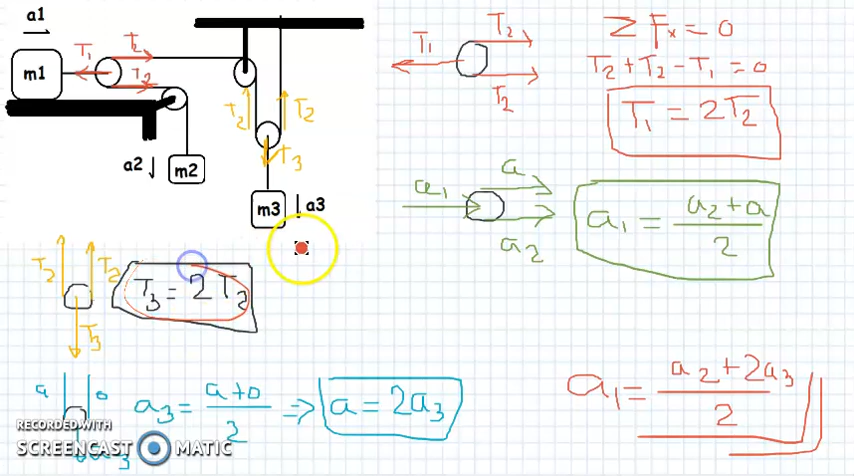 a1
m1
T₁
T₂
T₂
a2
m2
T₂
T₂
T₃
m3
a3
T₁
T₂
T₂
Σ Fₓ = 0
T₂ + T₂ − T₁ = 0
T₁ = 2T₂
a₁
a
a₂
a₁ = (a₂ + a)/2
T₂
T₂
T₃
T₃ = 2T₂
a
0
a₃ = (a + 0)/2 ⇒ a = 2a₃
a₁ = (a₂ + 2a₃)/2
RECORDED WITH
SCREENCAST MATIC